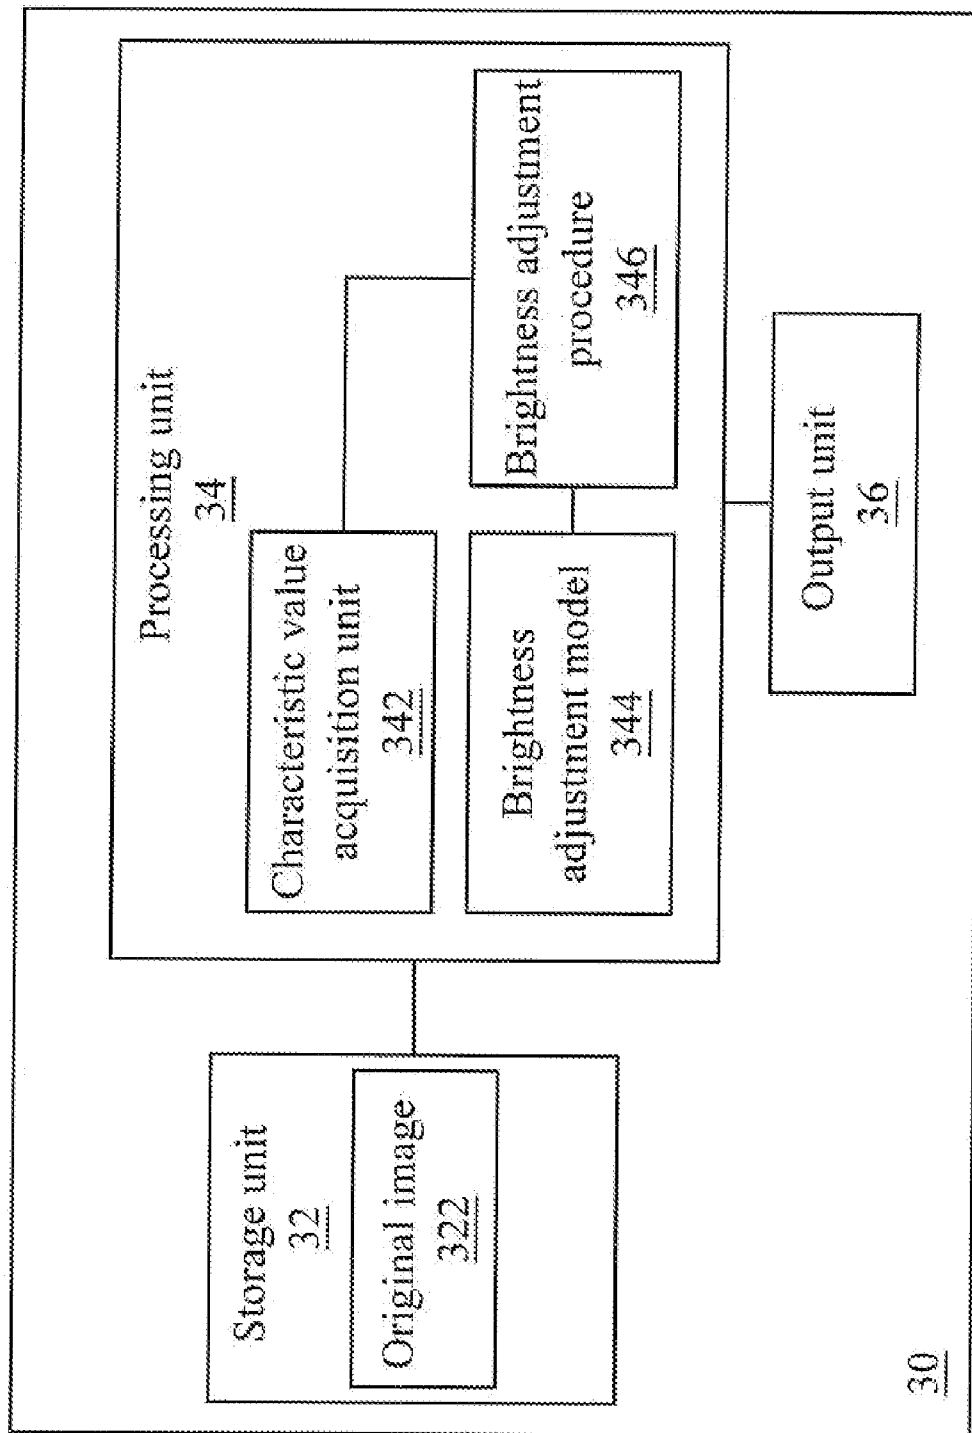 Storage unit
32
Original image
322
Processing unit
34
Characteristic value
acquisition unit
342
Brightness
adjustment model
344
Brightness adjustment
procedure
346
Output unit
36
30